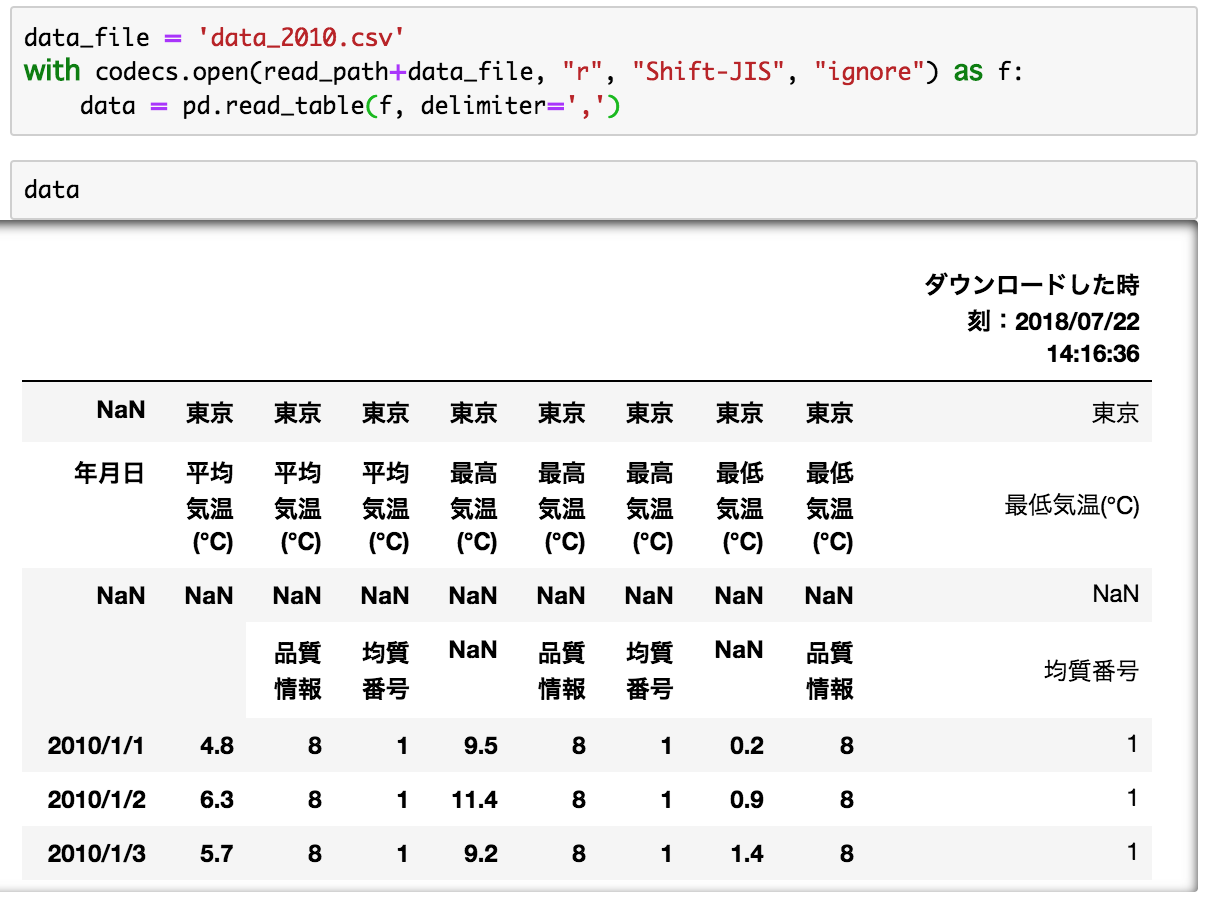 data_file = 'data_2010.csv'
with codecs.open(read_path+data_file, "r", "Shift-JIS", "ignore") as f:
    data = pd.read_table(f, delimiter=',')
data
ダウンロードした時
刻：2018/07/22
14:16:36
NaN 東京 東京 東京 東京 東京 東京 東京 東京 東京
年月日 平均 平均 平均 最高 最高 最高 最低 最低
気温 気温 気温 気温 気温 気温 気温 気温 最低気温(°C)
(°C) (°C) (°C) (°C) (°C) (°C) (°C) (°C)
NaN NaN NaN NaN NaN NaN NaN NaN NaN NaN
品質 均質 NaN 品質 均質 NaN 品質 均質番号
情報 番号 情報 番号 情報
2010/1/1 4.8 8 1 9.5 8 1 0.2 8 1
2010/1/2 6.3 8 1 11.4 8 1 0.9 8 1
2010/1/3 5.7 8 1 9.2 8 1 1.4 8 1